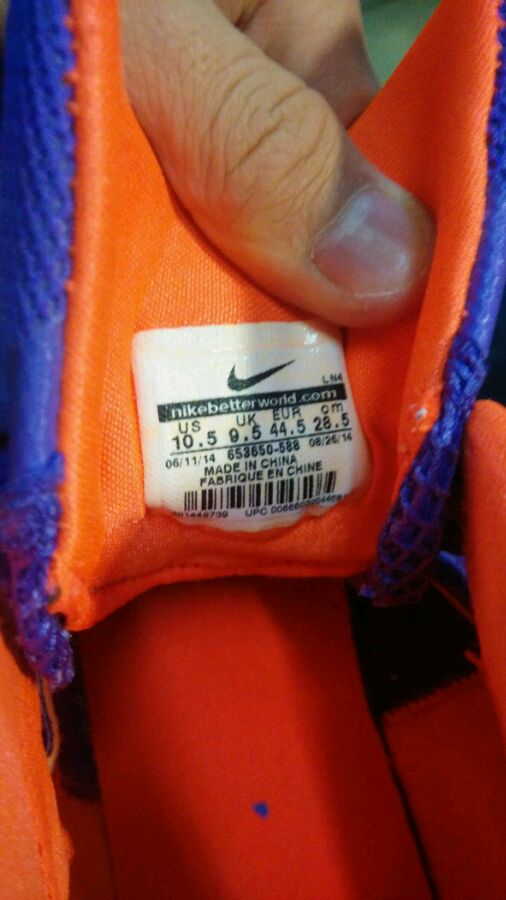 LN4
nikebetterworld.com
US UK EUR cm
10.5 9.5 44.5 28.5
06/11/14 653650-588 08/26/14
MADE IN CHINA
FABRIQUE EN CHINE
UPC